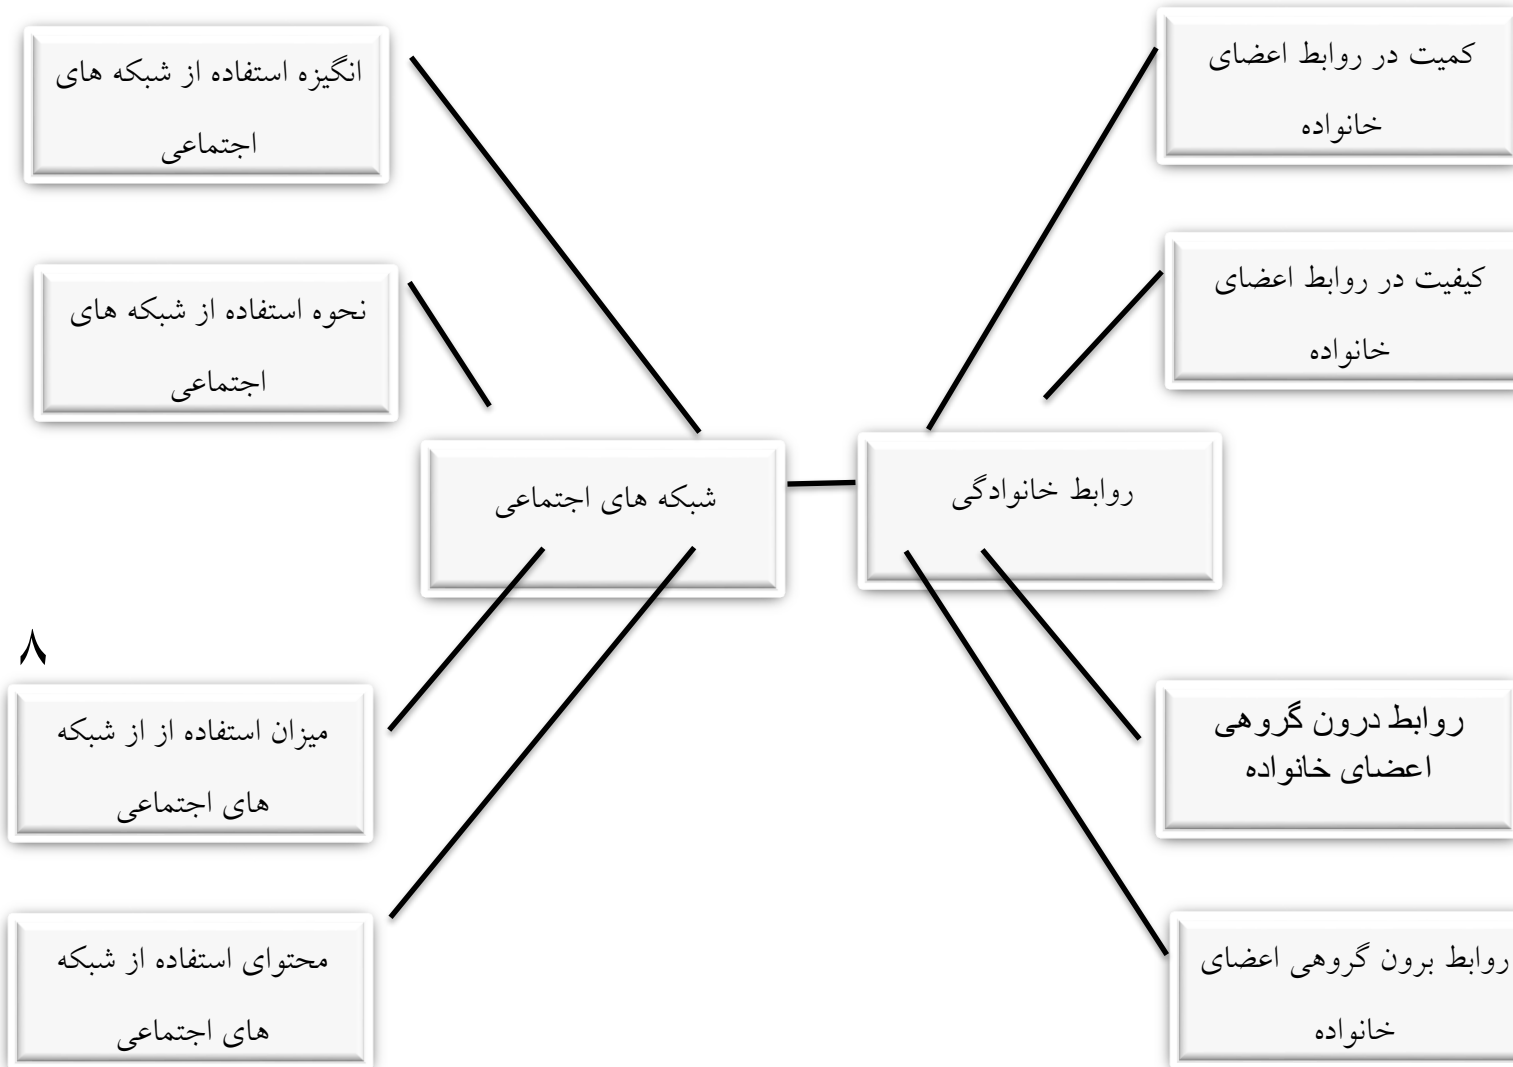 کمیت در روابط اعضای
خانواده
انگیزه استفاده از شبکه های
اجتماعی
کیفیت در روابط اعضای
خانواده
نحوه استفاده از شبکه های
اجتماعی
روابط خانوادگی
شبکه های اجتماعی
۸
روابط درون گروهی
اعضای خانواده
میزان استفاده از از شبکه
های اجتماعی
روابط برون گروهی اعضای
خانواده
محتوای استفاده از شبکه
های اجتماعی